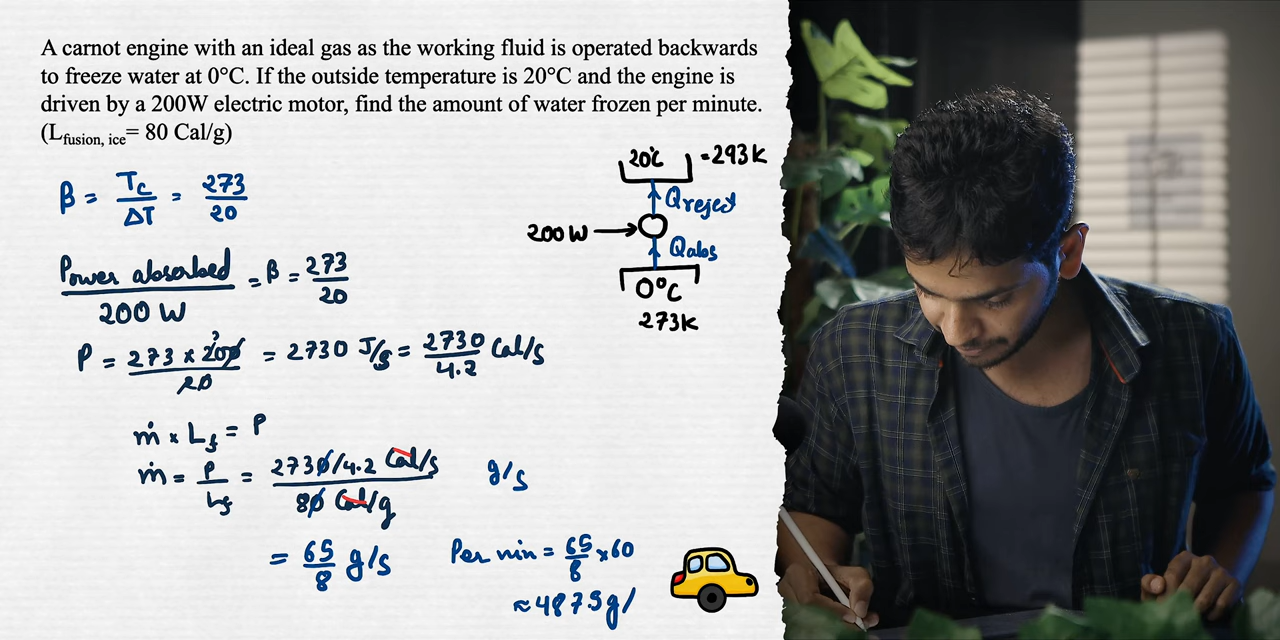 A carnot engine with an ideal gas as the working fluid is operated backwards
to freeze water at 0°C. If the outside temperature is 20°C and the engine is
driven by a 200W electric motor, find the amount of water frozen per minute.
(Lfusion, ice= 80 Cal/g)
β = Tc/ΔT = 273/20
Power absorbed/200 W = β = 273/20
P = 273 x 200/20 = 2730 J/s = 2730/4.2 Cal/s
ṁ x Lf = P
ṁ = P/Lf = 2730/4.2 Cal/s / 80 Cal/g g/s
= 65/8 g/s
Per min = 65/8 x 60
≈ 487.5g/
20°C = 293K
Qreject
200W
Qabs
0°C
273K